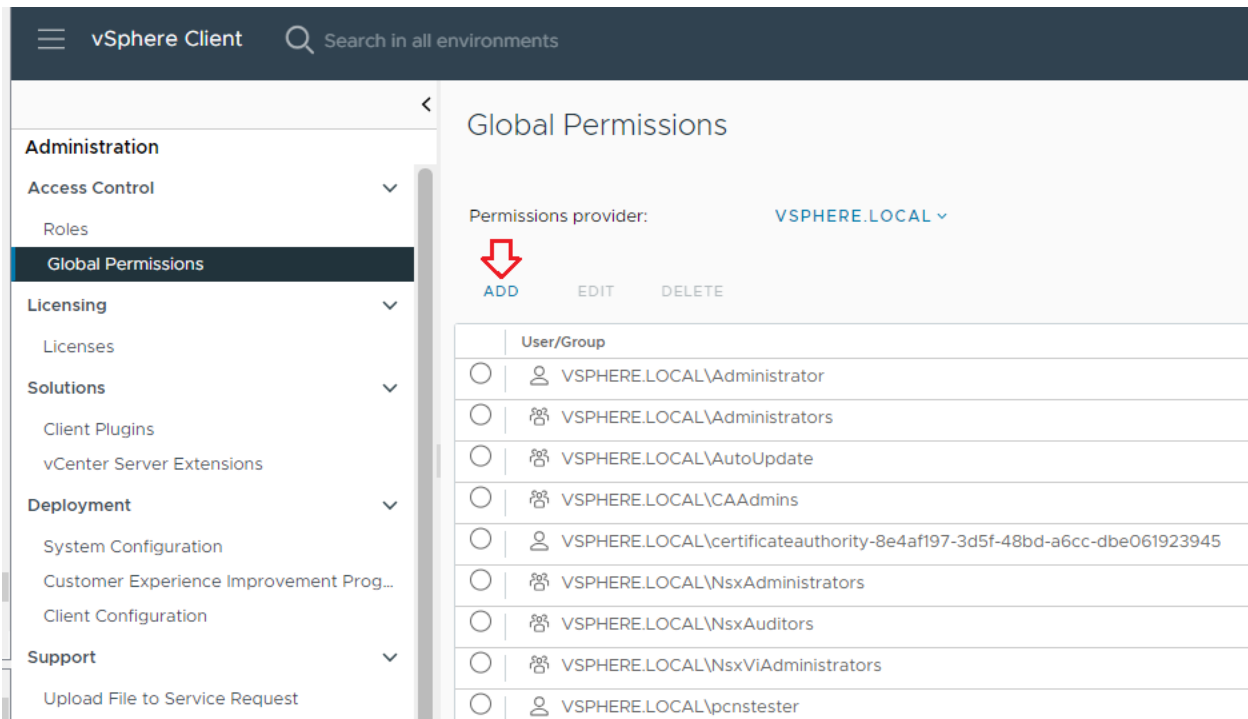 vSphere Client Search in all environments
Administration
Access Control
Roles
Global Permissions
Licensing
Licenses
Solutions
Client Plugins
vCenter Server Extensions
Deployment
System Configuration
Customer Experience Improvement Prog...
Client Configuration
Support
Upload File to Service Request
Global Permissions
Permissions provider: VSPHERE.LOCAL
ADD EDIT DELETE
User/Group
VSPHERE.LOCAL\Administrator
VSPHERE.LOCAL\Administrators
VSPHERE.LOCAL\AutoUpdate
VSPHERE.LOCAL\CAAdmins
VSPHERE.LOCAL\certificateauthority-8e4af197-3d5f-48bd-a6cc-dbe061923945
VSPHERE.LOCAL\NsxAdministrators
VSPHERE.LOCAL\NsxAuditors
VSPHERE.LOCAL\NsxViAdministrators
VSPHERE.LOCAL\pcnstester